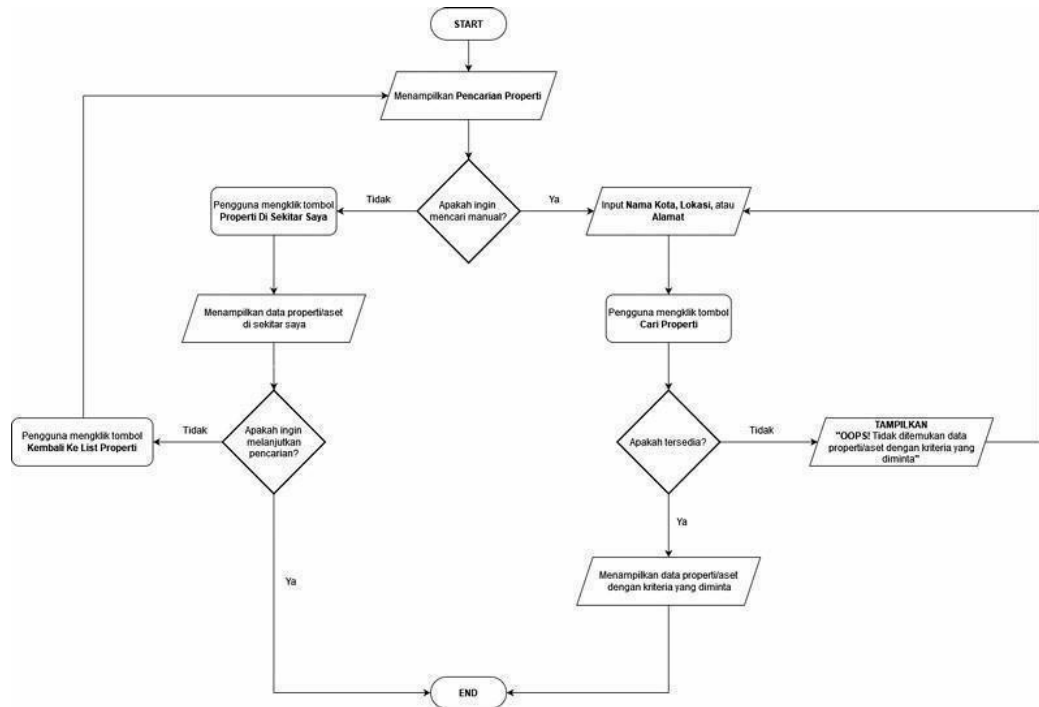 START
Menampilkan Pencarian Properti
Apakah ingin
mencari manual?
Tidak
Ya
Pengguna mengklik tombol
Properti Di Sekitar Saya
Input Nama Kota, Lokasi, atau
Alamat
Menampilkan data properti/aset
di sekitar saya
Pengguna mengklik tombol
Cari Properti
Apakah ingin
melanjutkan
pencarian?
Tidak
Pengguna mengklik tombol
Kembali Ke List Properti
Apakah tersedia?
Tidak
TAMPILKAN
"OOPS! Tidak ditemukan data
properti/aset dengan kriteria yang
diminta"
Ya
Ya
Menampilkan data properti/aset
dengan kriteria yang diminta
END